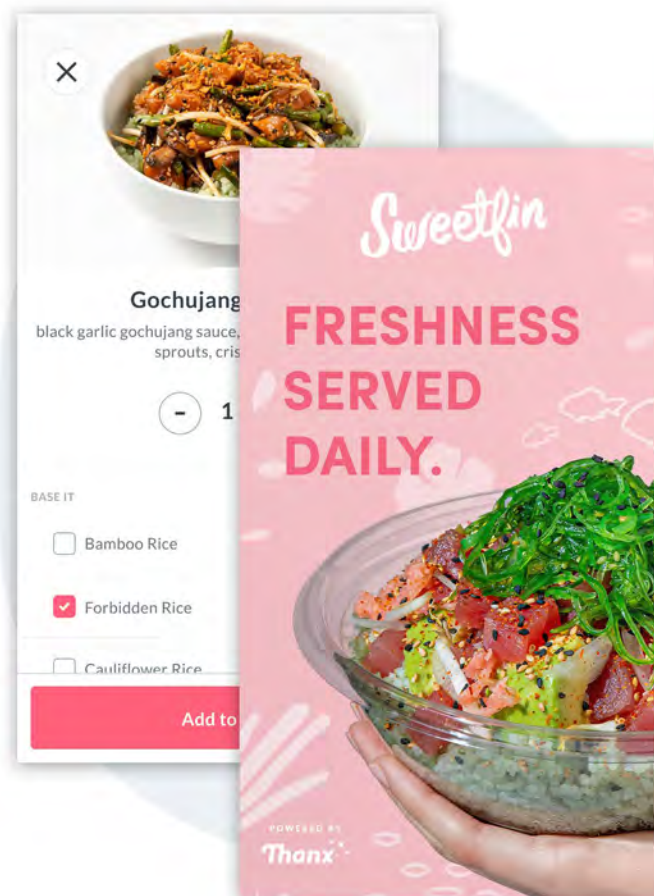 Gochujang
black garlic gochujang sauce,
sprouts, cris
- 1
BASE IT
Bamboo Rice
Forbidden Rice
Cauliflower Rice
Add to
Sweetfin
FRESHNESS
SERVED
DAILY.
POWERED BY
Thanx